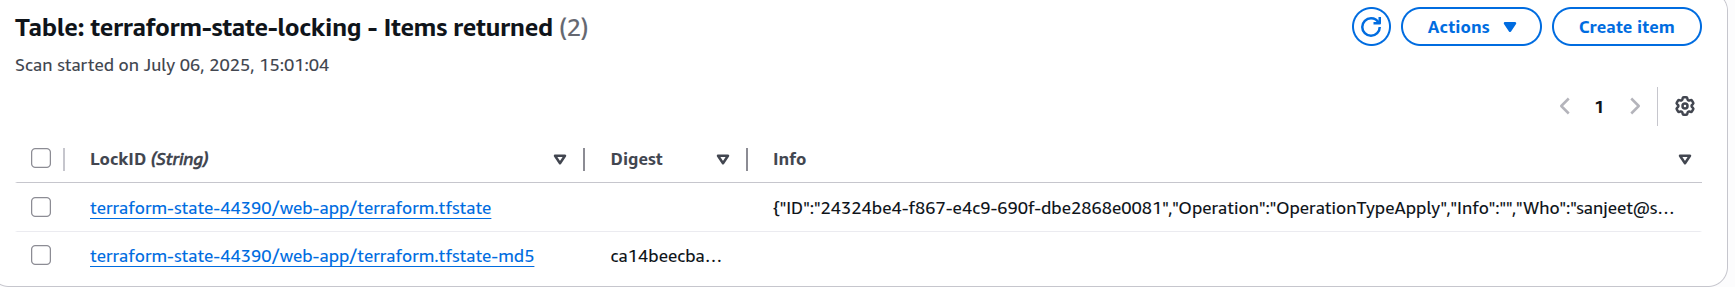 Table: terraform-state-locking - Items returned (2)
Actions
Create item
Scan started on July 06, 2025, 15:01:04
1
LockID (String) Digest Info
terraform-state-44390/web-app/terraform.tfstate {"ID":"24324be4-f867-e4c9-690f-dbe2868e0081","Operation":"OperationTypeApply","Info":"","Who":"sanjeet@s...
terraform-state-44390/web-app/terraform.tfstate-md5 ca14beecba...